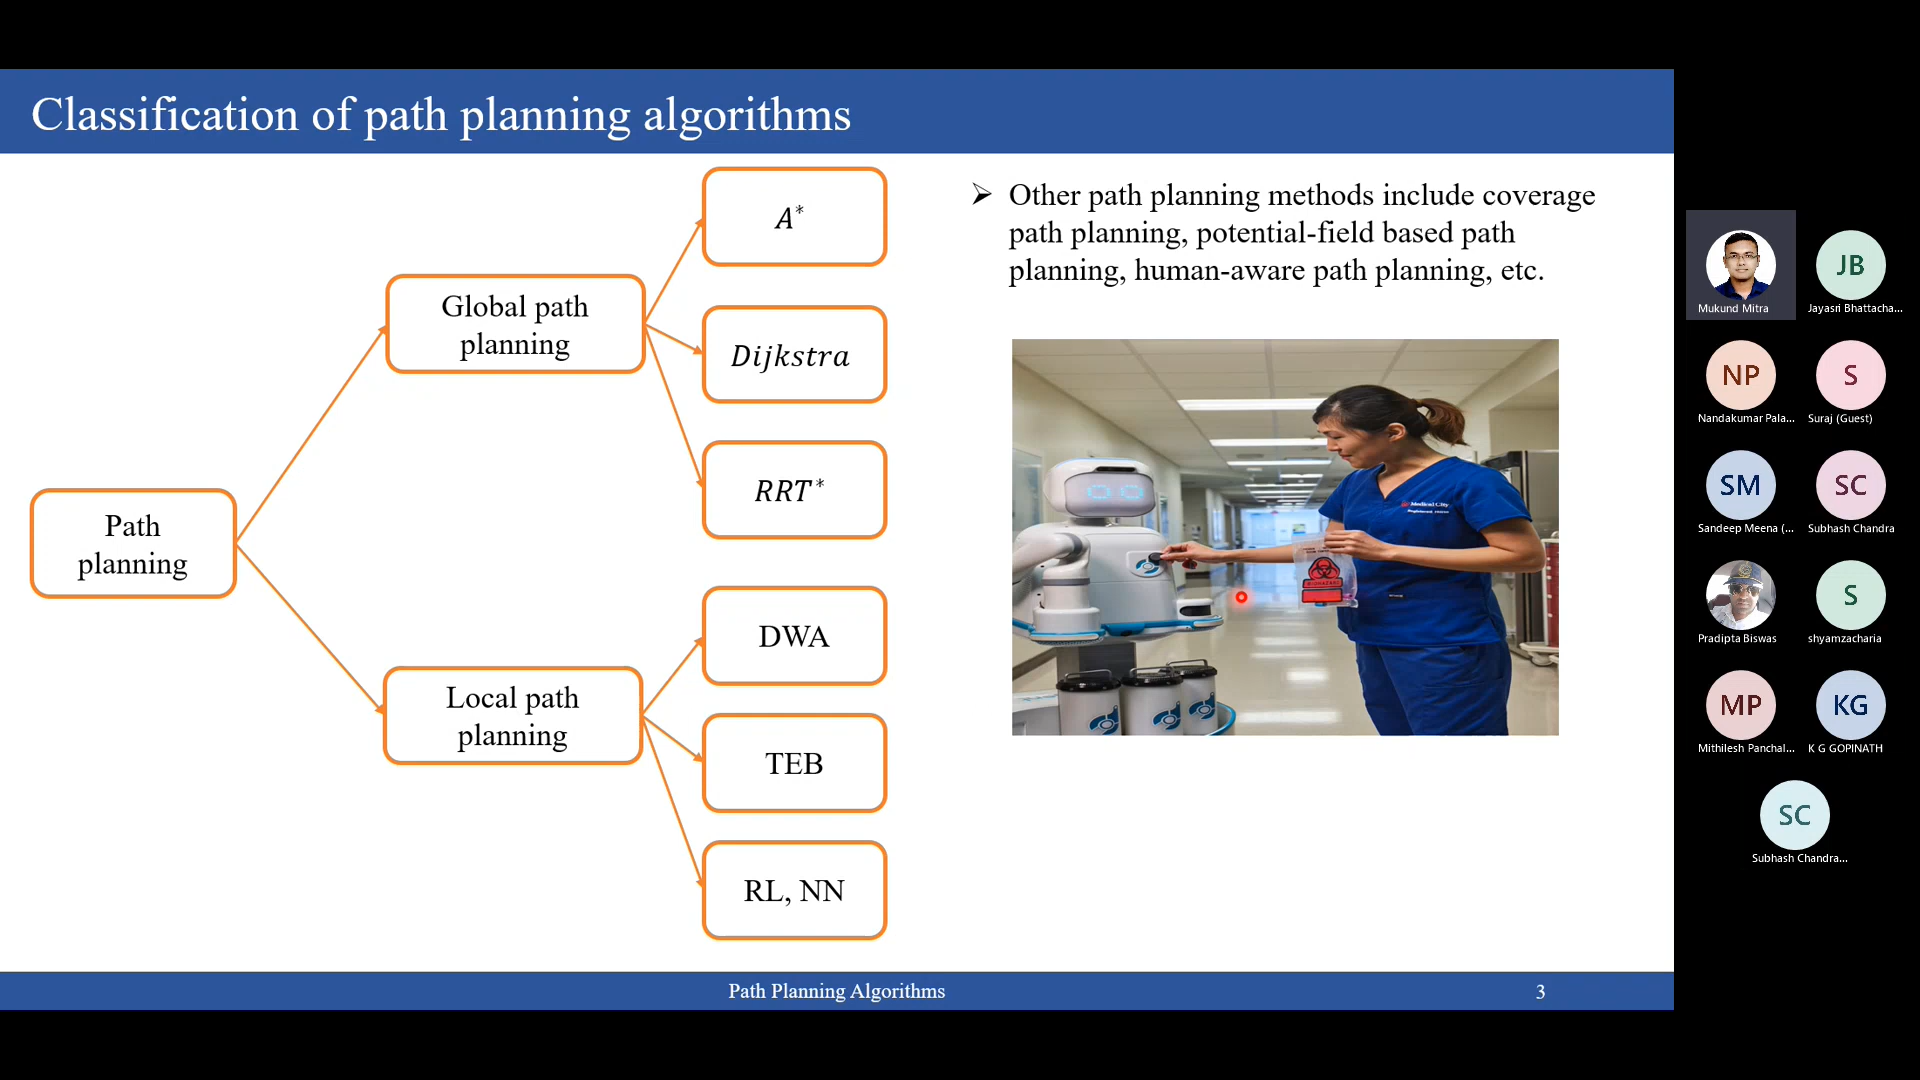 Classification of path planning algorithms
A*
Global path
planning
Dijkstra
RRT*
Path
planning
DWA
Local path
planning
TEB
RL, NN
➢ Other path planning methods include coverage
path planning, potential-field based path
planning, human-aware path planning, etc.
Medical City
BIOHAZARD
Path Planning Algorithms
3
Mukund Mitra
JB
Jayasri Bhattacha...
NP
Nandakumar Pala...
S
Suraj (Guest)
SM
Sandeep Meena (...
SC
Subhash Chandra
Pradipta Biswas
S
shyamzacharia
MP
Mithilesh Panchal...
KG
K G GOPINATH
SC
Subhash Chandra...